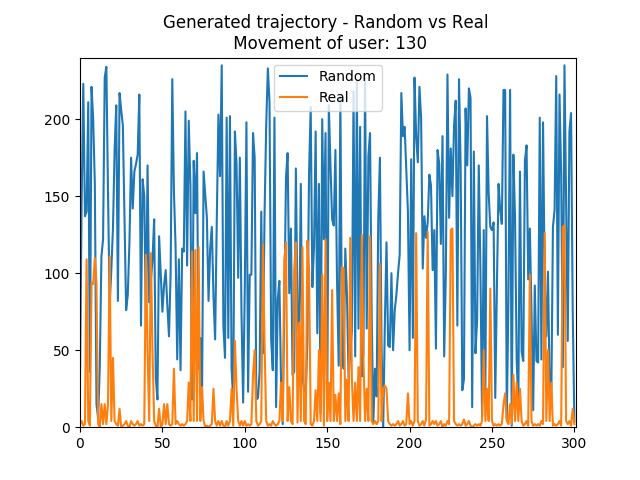 Generated trajectory - Random vs Real
Movement of user: 130
Random
Real
200
150
100
50
0
0 50 100 150 200 250 300